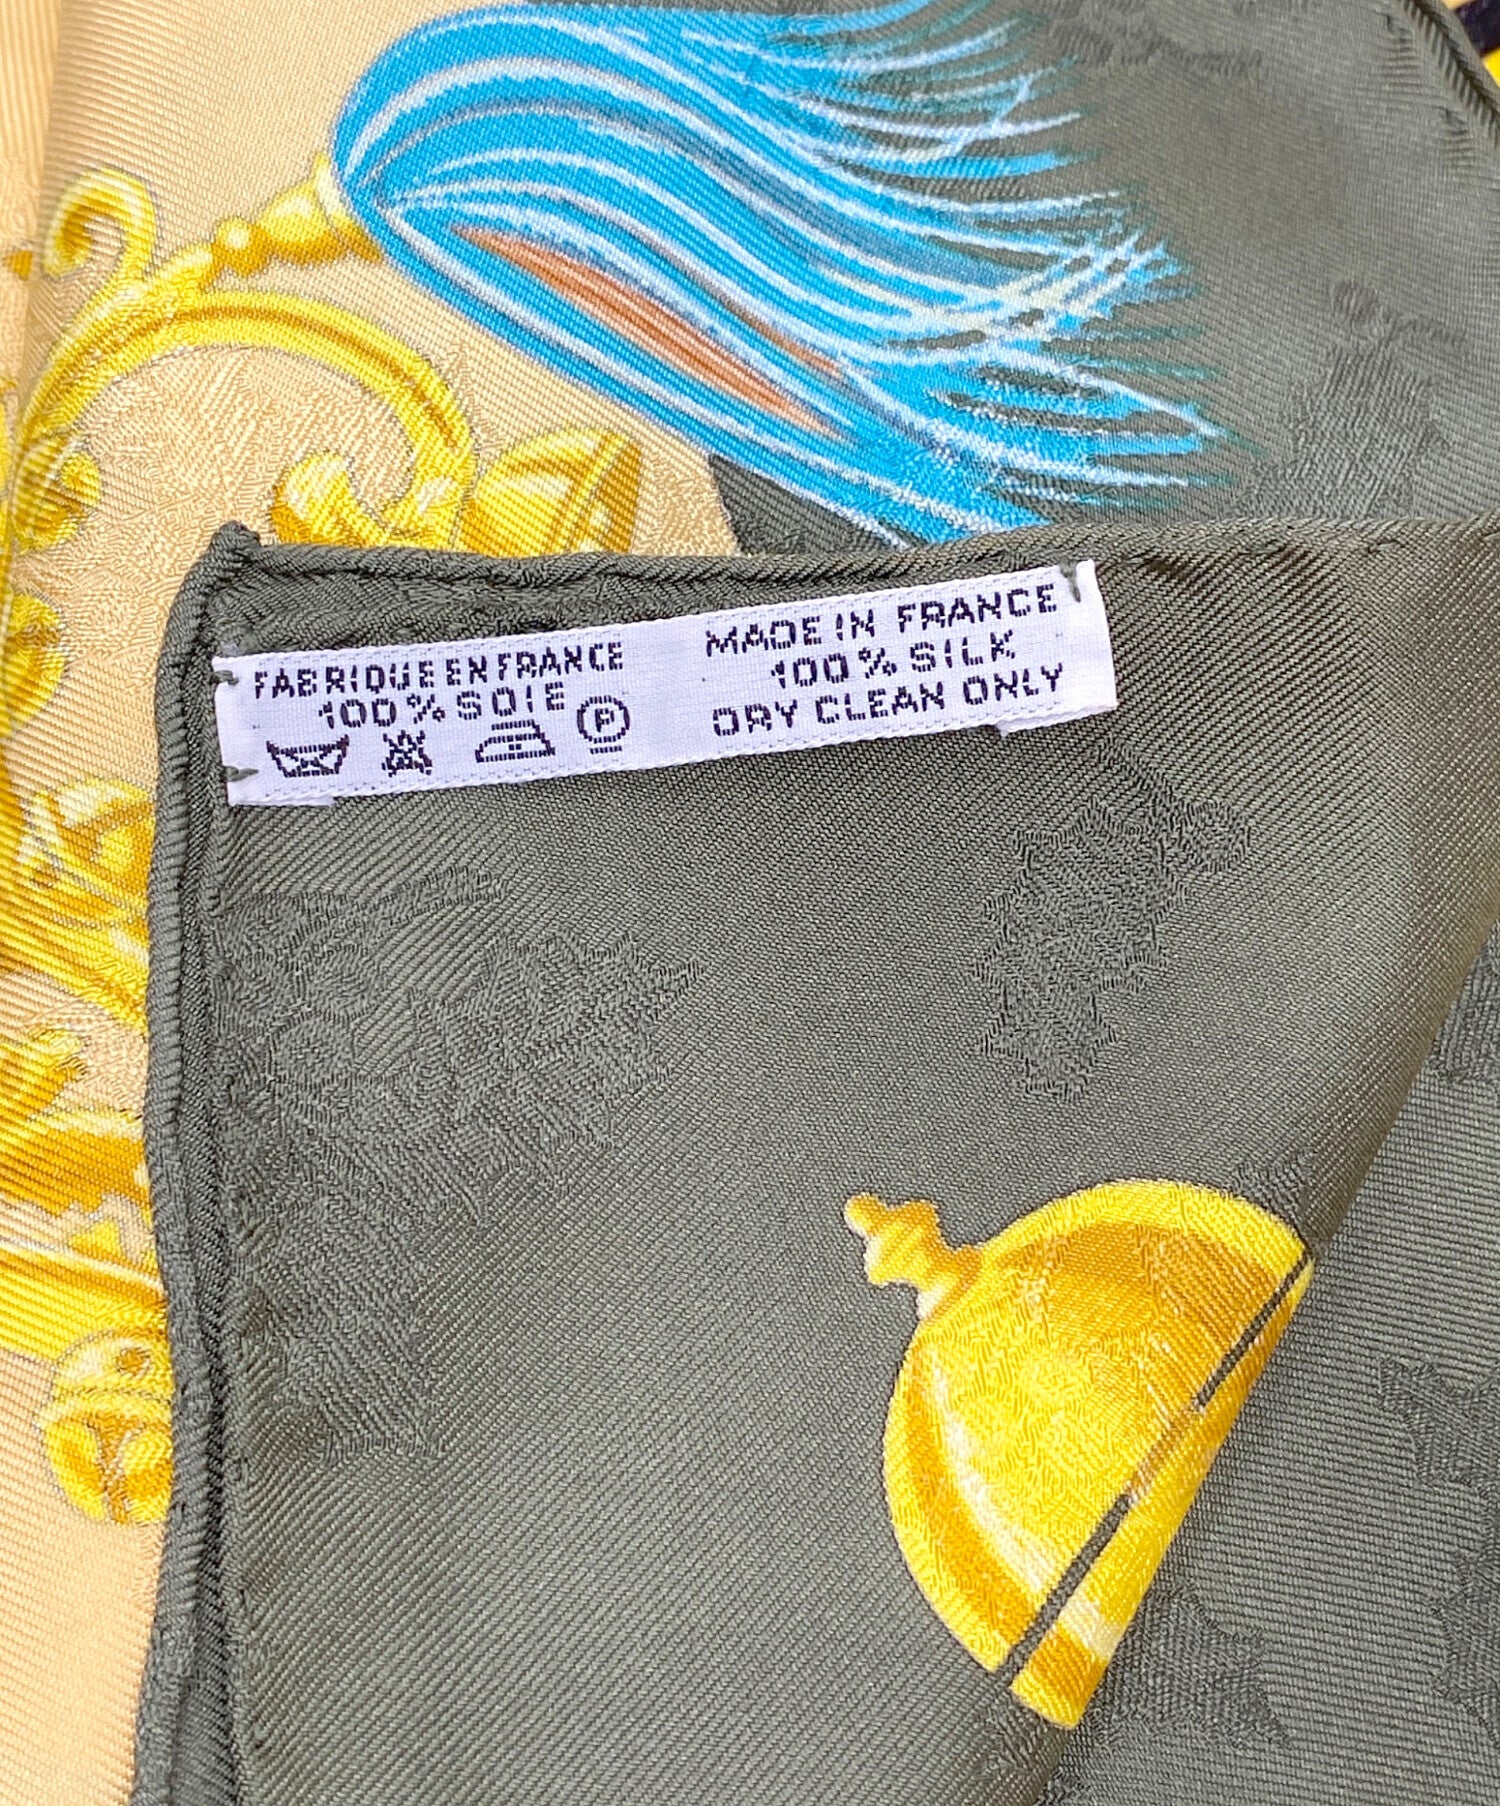 FABRIQUE EN FRANCE
100% SOIE
P
MADE IN FRANCE
100% SILK
DRY CLEAN ONLY